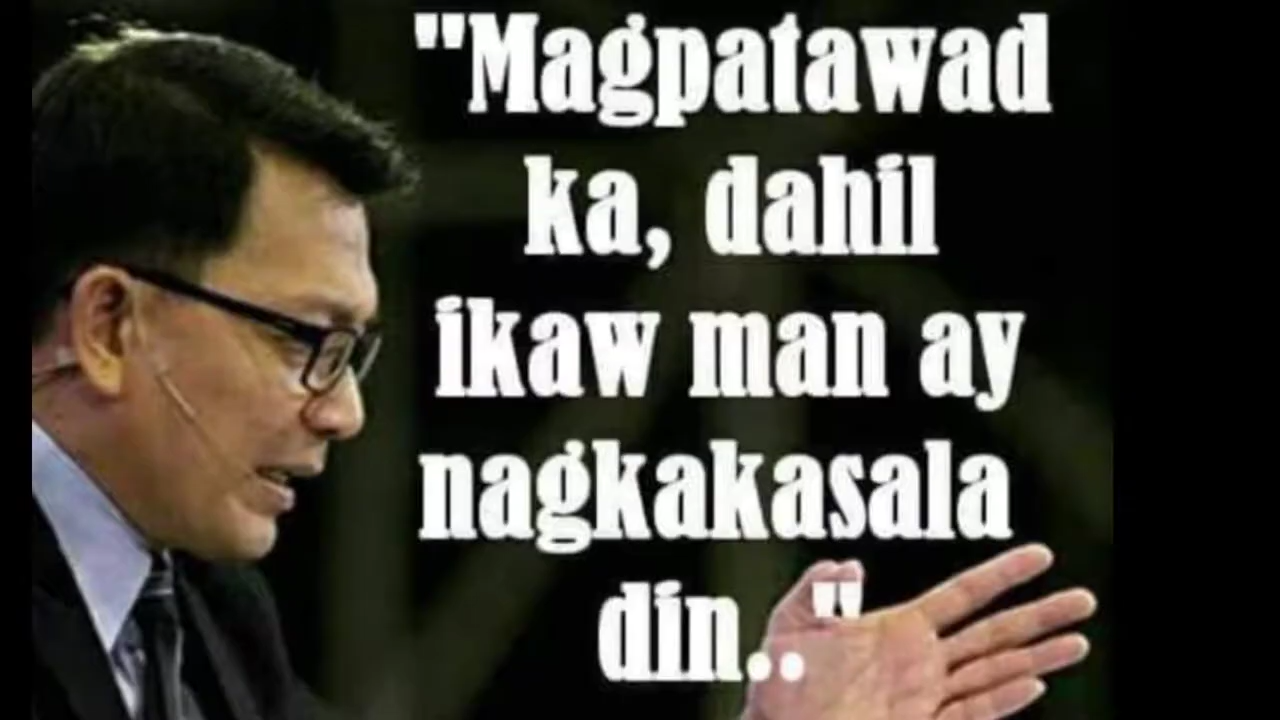 "Magpatawad
ka, dahil
ikaw man ay
nagkakasala
din.."